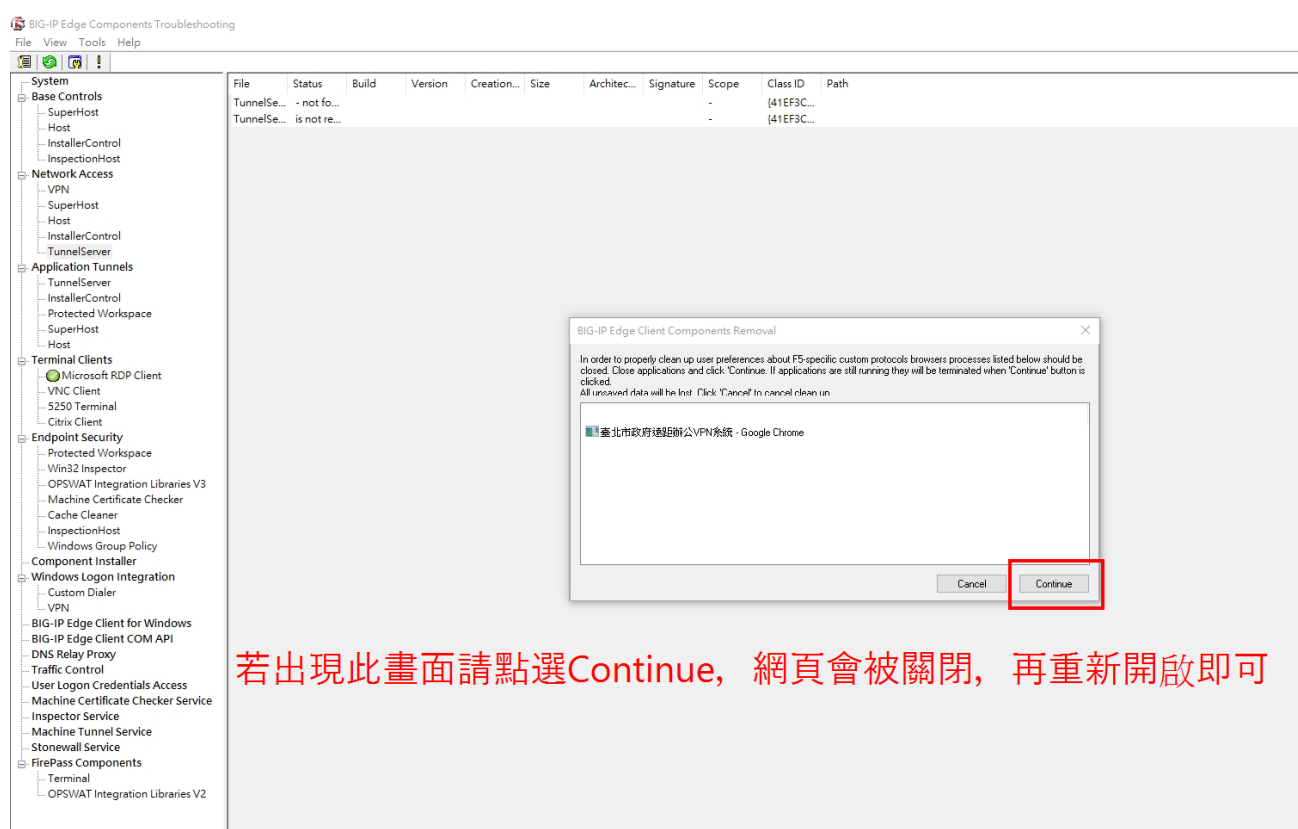 BIG-IP Edge Components Troubleshooting
File View Tools Help
System
Base Controls
SuperHost
Host
InstallerControl
InspectionHost
Network Access
VPN
SuperHost
Host
InstallerControl
TunnelServer
Application Tunnels
TunnelServer
InstallerControl
Protected Workspace
SuperHost
Host
Terminal Clients
Microsoft RDP Client
VNC Client
5250 Terminal
Citrix Client
Endpoint Security
Protected Workspace
Win32 Inspector
OPSWAT Integration Libraries V3
Machine Certificate Checker
Cache Cleaner
InspectionHost
Windows Group Policy
Component Installer
Windows Logon Integration
Custom Dialer
VPN
BIG-IP Edge Client for Windows
BIG-IP Edge Client COM API
DNS Relay Proxy
Traffic Control
User Logon Credentials Access
Machine Certificate Checker Service
Inspector Service
Machine Tunnel Service
Stonewall Service
FirePass Components
Terminal
OPSWAT Integration Libraries V2
File Status Build Version Creation... Size Architec... Signature Scope Class ID Path
TunnelSe... - not fo... - {41EF3C...
TunnelSe... is not re... - {41EF3C...
BIG-IP Edge Client Components Removal
In order to properly clean up user preferences about F5-specific custom protocols browsers processes listed below should be
closed. Close applications and click 'Continue. If applications are still running they will be terminated when 'Continue' button is
clicked.
All unsaved data will be lost. Click 'Cancel' to cancel clean up.
臺北市政府遠距辦公VPN系統 - Google Chrome
Cancel Continue
若出現此畫面請點選Continue, 網頁會被關閉, 再重新開啟即可